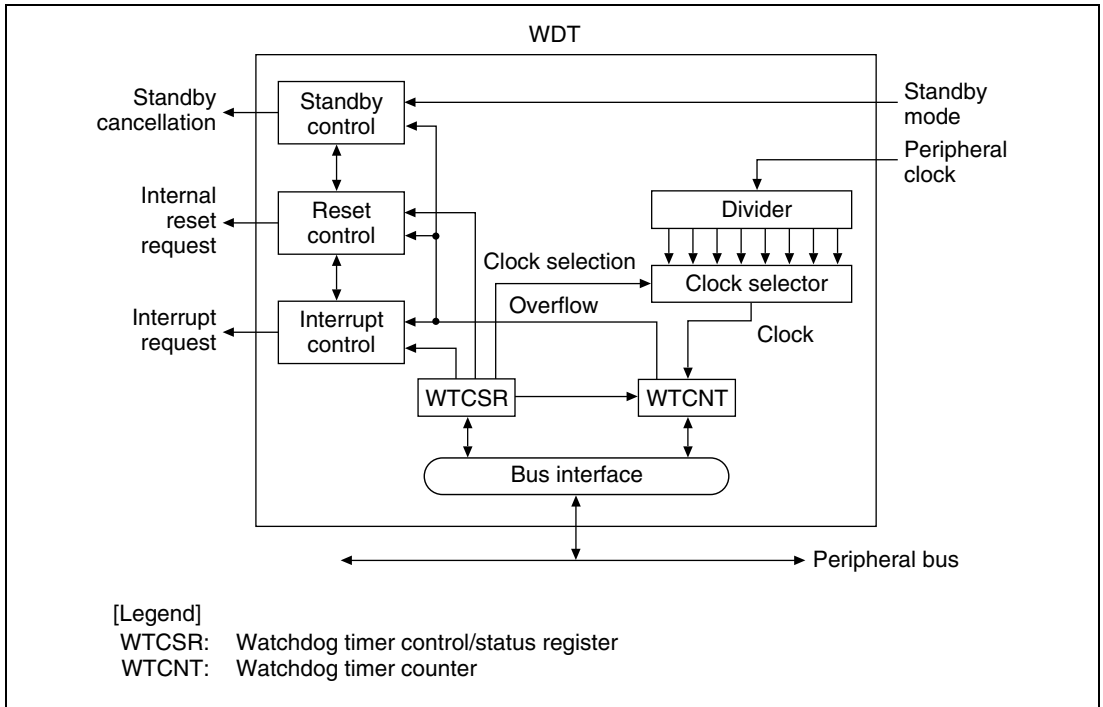 WDT
Standby
cancellation
Standby
control
Standby
mode
Peripheral
clock
Internal
reset
request
Reset
control
Divider
Clock selection
Clock selector
Overflow
Interrupt
request
Interrupt
control
Clock
WTCSR
WTCNT
Bus interface
Peripheral bus
[Legend]
WTCSR: Watchdog timer control/status register
WTCNT: Watchdog timer counter